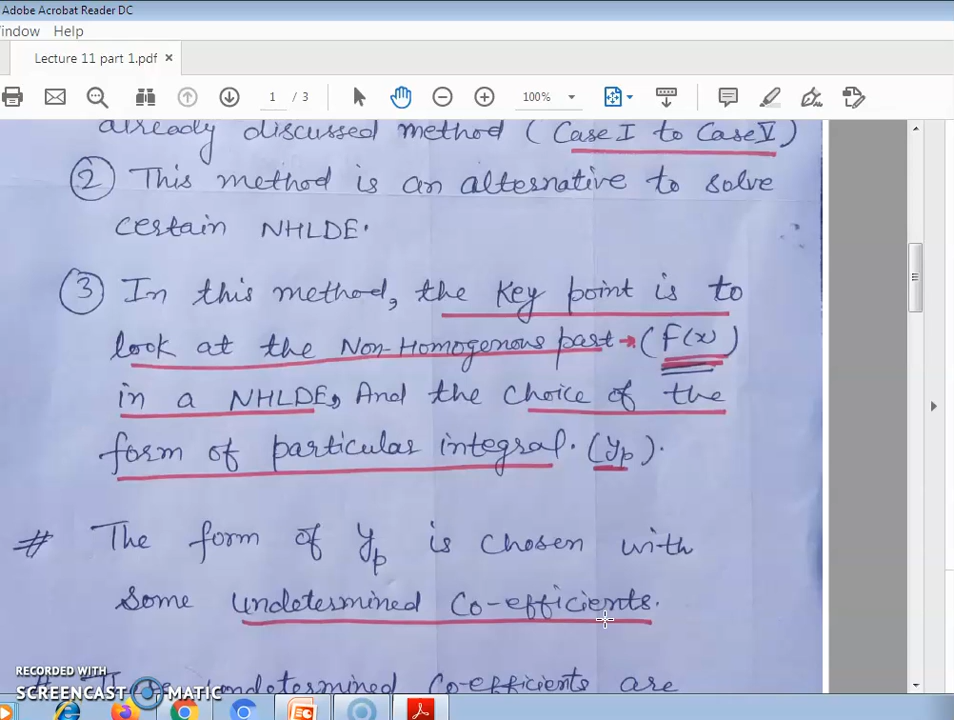 Adobe Acrobat Reader DC
indow Help
Lecture 11 part 1.pdf ×
1 / 3 100%
already discussed method (Case I to Case V)
② This method is an alternative to solve
certain NHLDE.
③ In this method, the Key point is to
look at the Non-Homogenous part → (F(x))
in a NHLDE, And the choice of the
form of particular integral. (yp).
# The form of yp is chosen with
Some undetermined Co-efficients.
undetermined Co-efficients are
RECORDED WITH
SCREENCAST MATIC